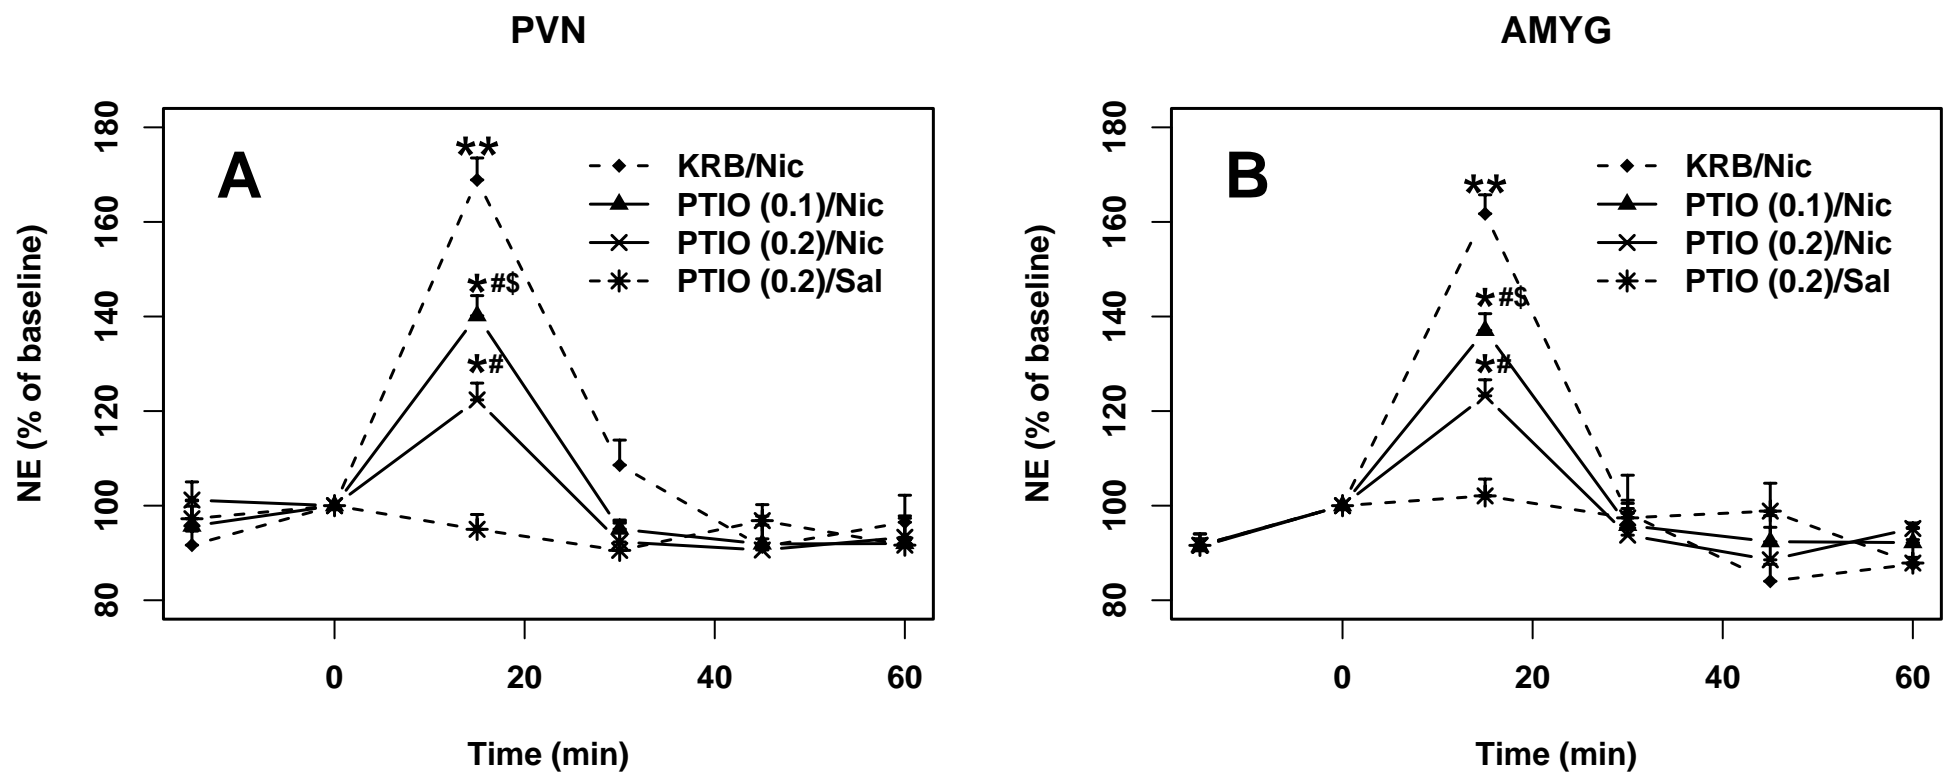 PVN
A
**
*#$
*#
KRB/Nic
PTIO (0.1)/Nic
PTIO (0.2)/Nic
PTIO (0.2)/Sal
NE (% of baseline)
180
160
140
120
100
80
0 20 40 60
Time (min)
AMYG
B
**
*#$
*#
KRB/Nic
PTIO (0.1)/Nic
PTIO (0.2)/Nic
PTIO (0.2)/Sal
NE (% of baseline)
180
160
140
120
100
80
0 20 40 60
Time (min)